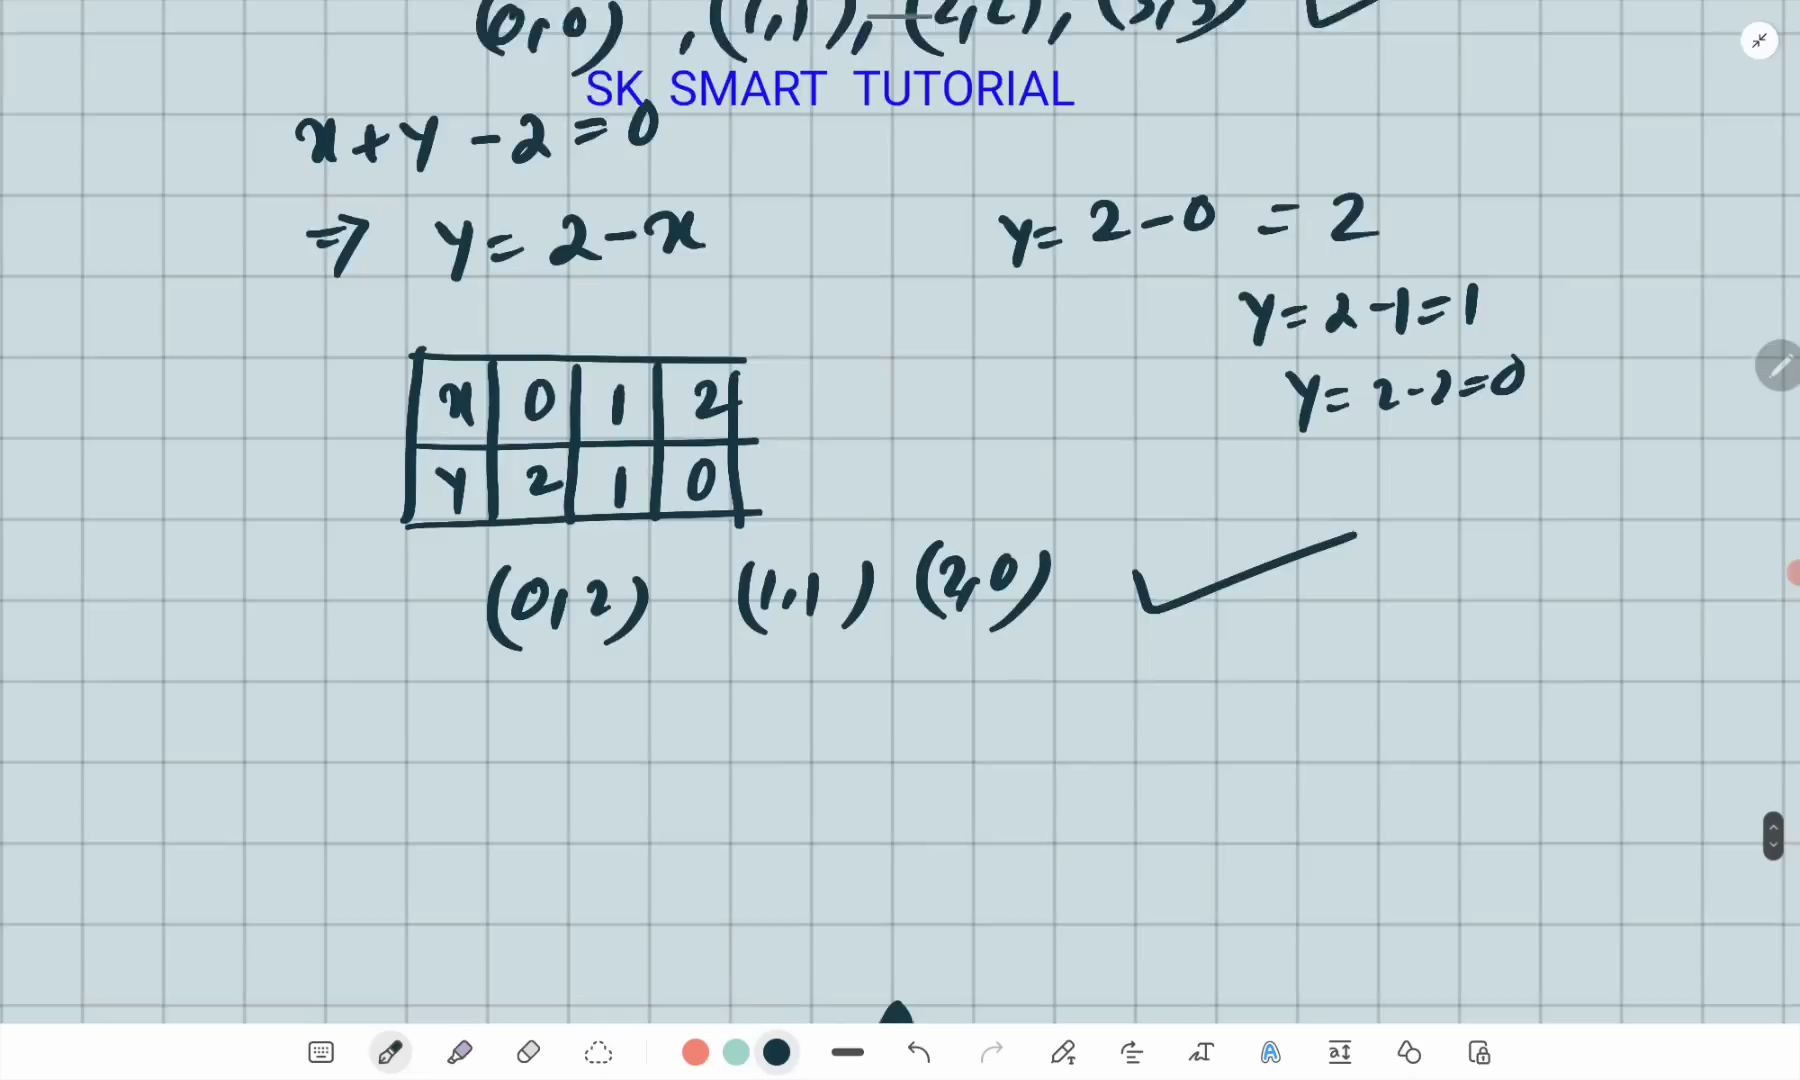 (0,0) ,(1,1), (2,2), (3,3)
SK SMART TUTORIAL
x+y-2=0
⇒ y=2-x
y=2-0=2
y=2-1=1
y=2-2=0
x 0 1 2
y 2 1 0
(0,2) (1,1) (2,0)